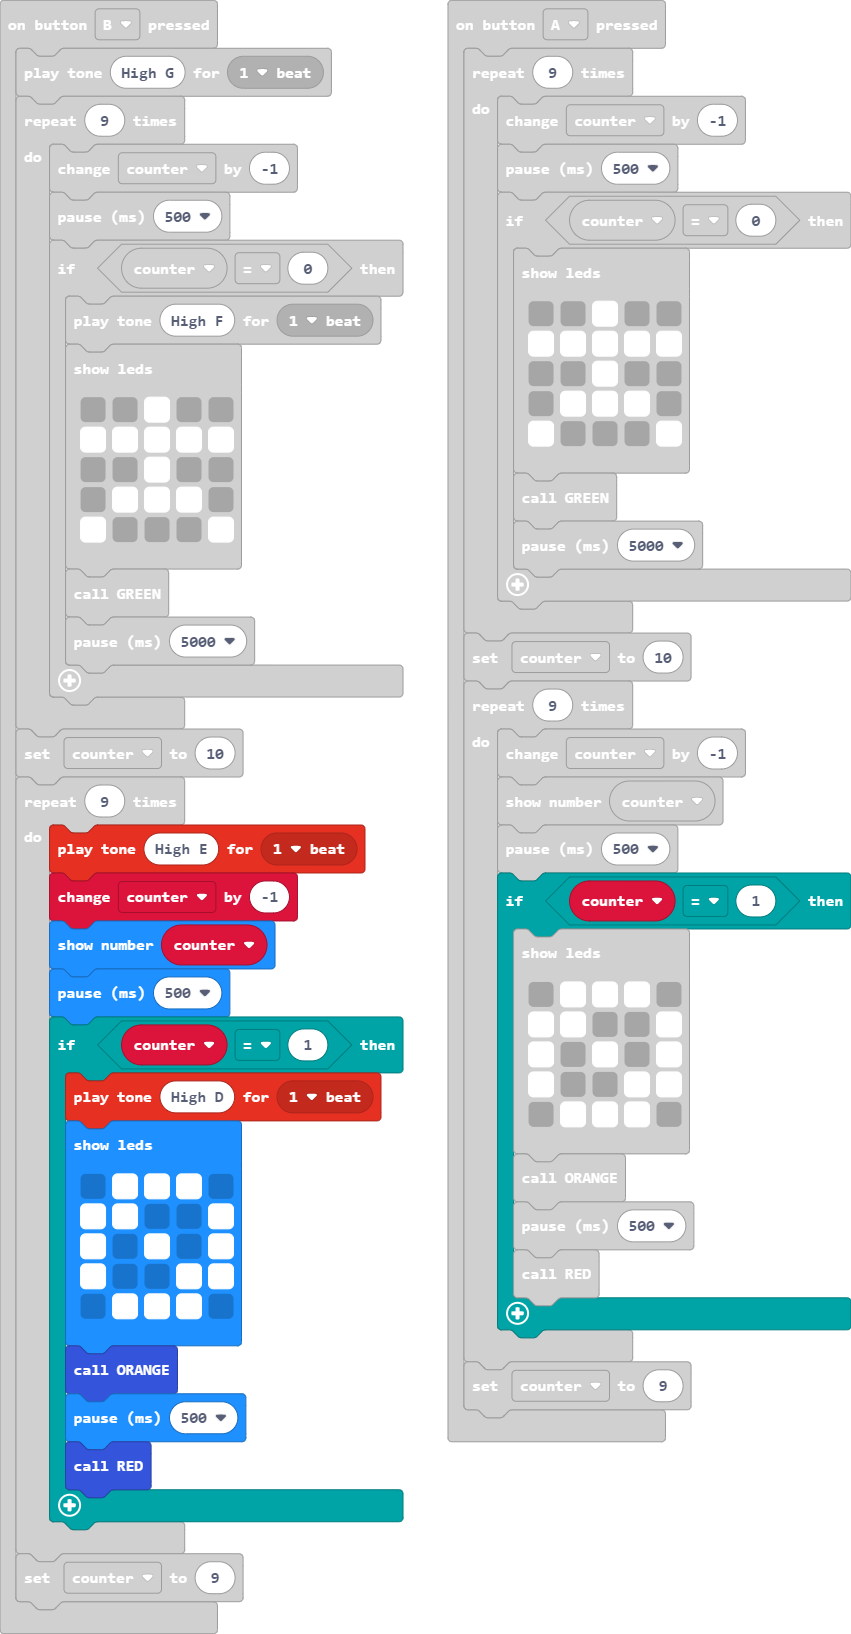 on button B pressed
play tone High G for 1 beat
repeat 9 times
do
change counter by -1
pause (ms) 500
if counter = 0 then
play tone High F for 1 beat
show leds
call GREEN
pause (ms) 5000
set counter to 10
repeat 9 times
do
play tone High E for 1 beat
change counter by -1
show number counter
pause (ms) 500
if counter = 1 then
play tone High D for 1 beat
show leds
call ORANGE
pause (ms) 500
call RED
set counter to 9
on button A pressed
repeat 9 times
do
change counter by -1
pause (ms) 500
if counter = 0 then
show leds
call GREEN
pause (ms) 5000
set counter to 10
repeat 9 times
do
change counter by -1
show number counter
pause (ms) 500
if counter = 1 then
show leds
call ORANGE
pause (ms) 500
call RED
set counter to 9